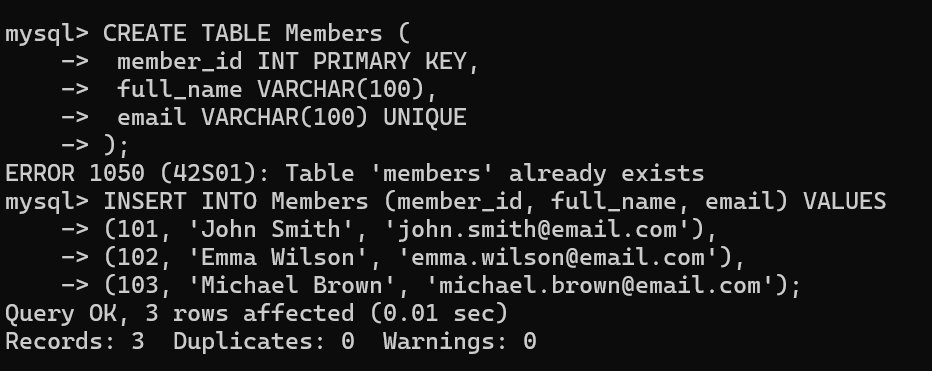 mysql> CREATE TABLE Members (
    ->  member_id INT PRIMARY KEY,
    ->  full_name VARCHAR(100),
    ->  email VARCHAR(100) UNIQUE
    -> );
ERROR 1050 (42S01): Table 'members' already exists
mysql> INSERT INTO Members (member_id, full_name, email) VALUES
    -> (101, 'John Smith', 'john.smith@email.com'),
    -> (102, 'Emma Wilson', 'emma.wilson@email.com'),
    -> (103, 'Michael Brown', 'michael.brown@email.com');
Query OK, 3 rows affected (0.01 sec)
Records: 3  Duplicates: 0  Warnings: 0